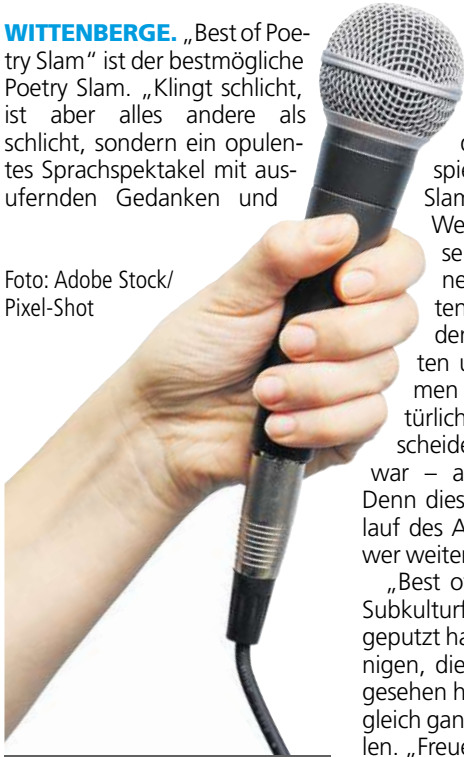 WITTENBERGE. „Best of Poe-
try Slam“ ist der bestmögliche
Poetry Slam. „Klingt schlicht,
ist aber alles andere als
schlicht, sondern ein opulen-
tes Sprachspektakel mit aus-
ufernden Gedanken und
Foto: Adobe Stock/
Pixel-Shot
spie
Slam
We
se
ne
ten
der
ten u
men
türlich
scheide
war – a
Denn dies
lauf des A
wer weiter
„Best o
Subkulturf
geputzt ha
nigen, die
gesehen h
gleich gan
len. „Freue